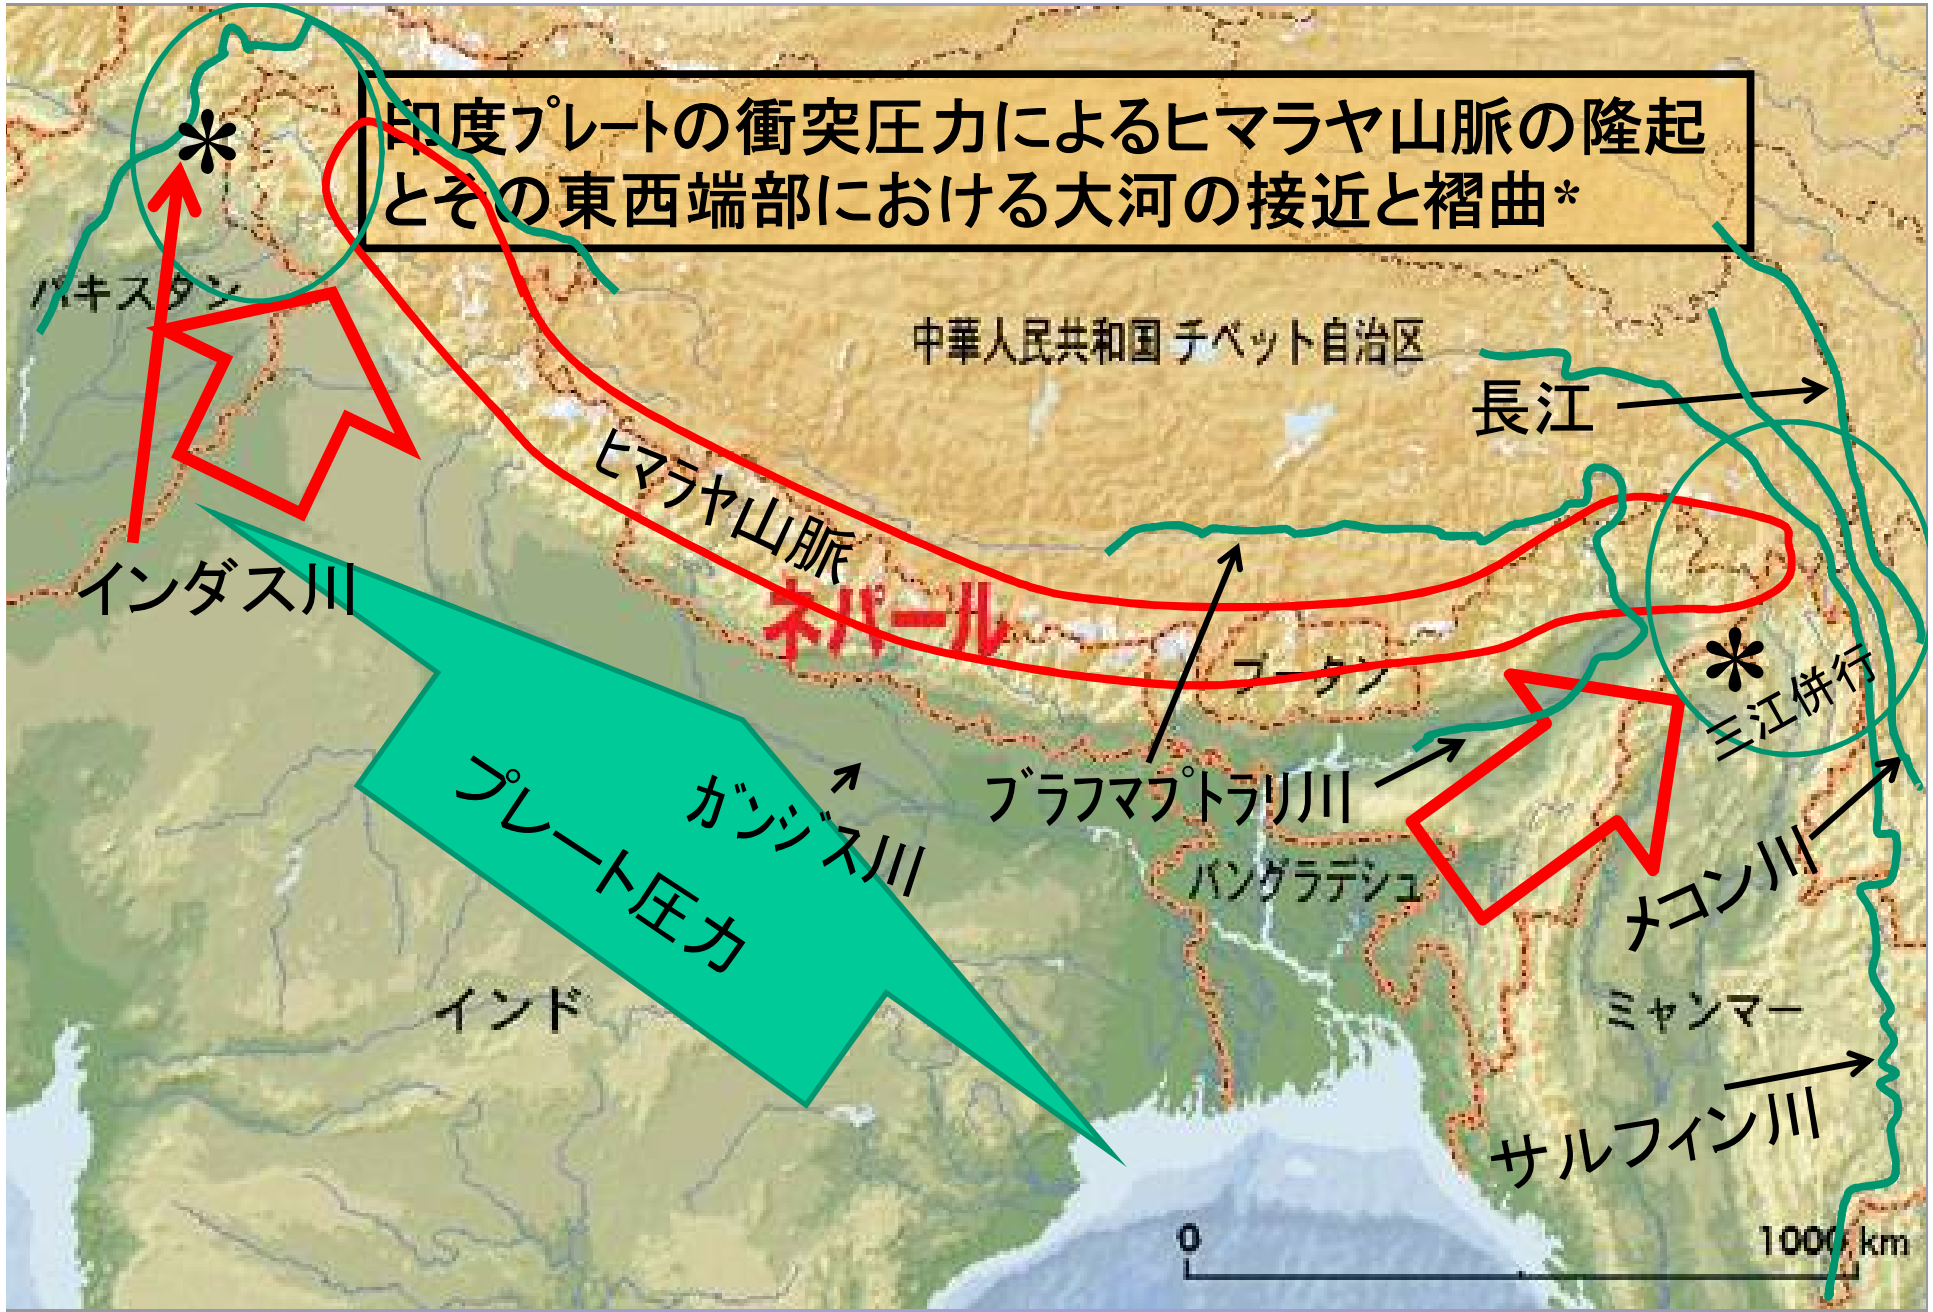 印度プレートの衝突圧力によるヒマラヤ山脈の隆起
とその東西端部における大河の接近と褶曲*
*
パキスタン
中華人民共和国 チベット自治区
長江
ヒマラヤ山脈
インダス川
ネパール
ブータン
*
三江併行
プレート圧力
ガンジス川
ブラフマプトラリ川
バングラデシュ
メコン川
インド
ミャンマー
サルフィン川
0
1000 km